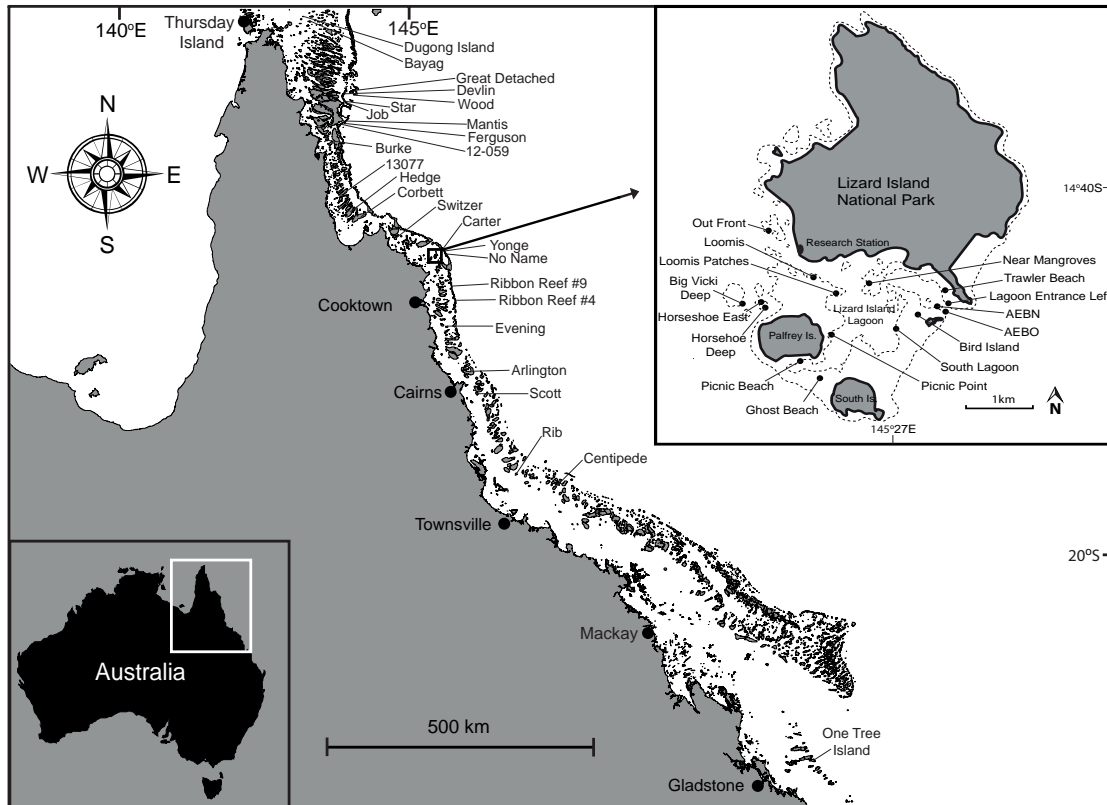 140°E
145°E
Thursday
Island
Dugong Island
Bayag
Great Detached
Devlin
Wood
Star
Job
Mantis
Ferguson
12-059
Burke
13077
Hedge
Corbett
Switzer
Carter
Yonge
No Name
Ribbon Reef #9
Ribbon Reef #4
Cooktown
Evening
Arlington
Cairns
Scott
Rib
Centipede
Townsville
20°S
Mackay
500 km
One Tree
Island
Gladstone
N
W
E
S
Australia
Lizard Island
National Park
14°40S
Out Front
Research Station
Loomis
Near Mangroves
Loomis Patches
Trawler Beach
Big Vicki
Deep
Lagoon Entrance Lef
Lizard Island
Lagoon
AEBN
Horseshoe East
AEBO
Horsehoe
Deep
Palfrey Is.
Bird Island
South Lagoon
Picnic Beach
Picnic Point
Ghost Beach
South Is.
1km
N
145°27E